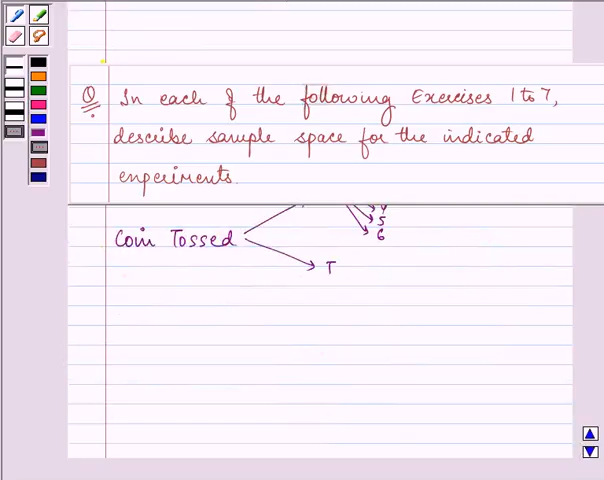 Q In each of the following Exercises 1 to 7,
describe sample space for the indicated
experiments.
4
5
6
Coin Tossed
T